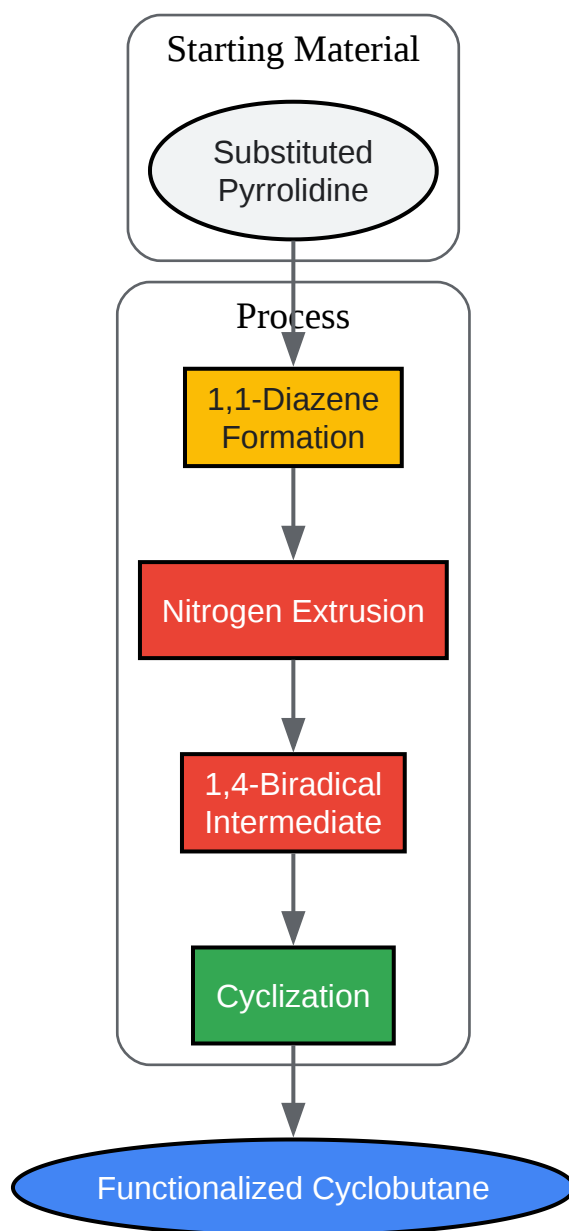 Starting Material
Substituted
Pyrrolidine
Process
1,1-Diazene
Formation
Nitrogen Extrusion
1,4-Biradical
Intermediate
Cyclization
Functionalized Cyclobutane